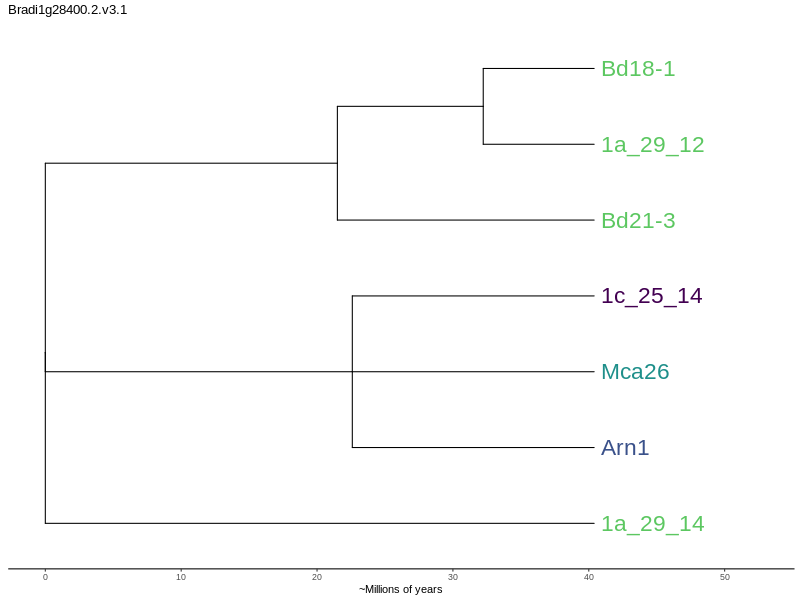 Bradi1g28400.2.v3.1
Bd18-1
1a_29_12
Bd21-3
1c_25_14
Mca26
Arn1
1a_29_14
0 10 20 30 40 50
~Millions of years